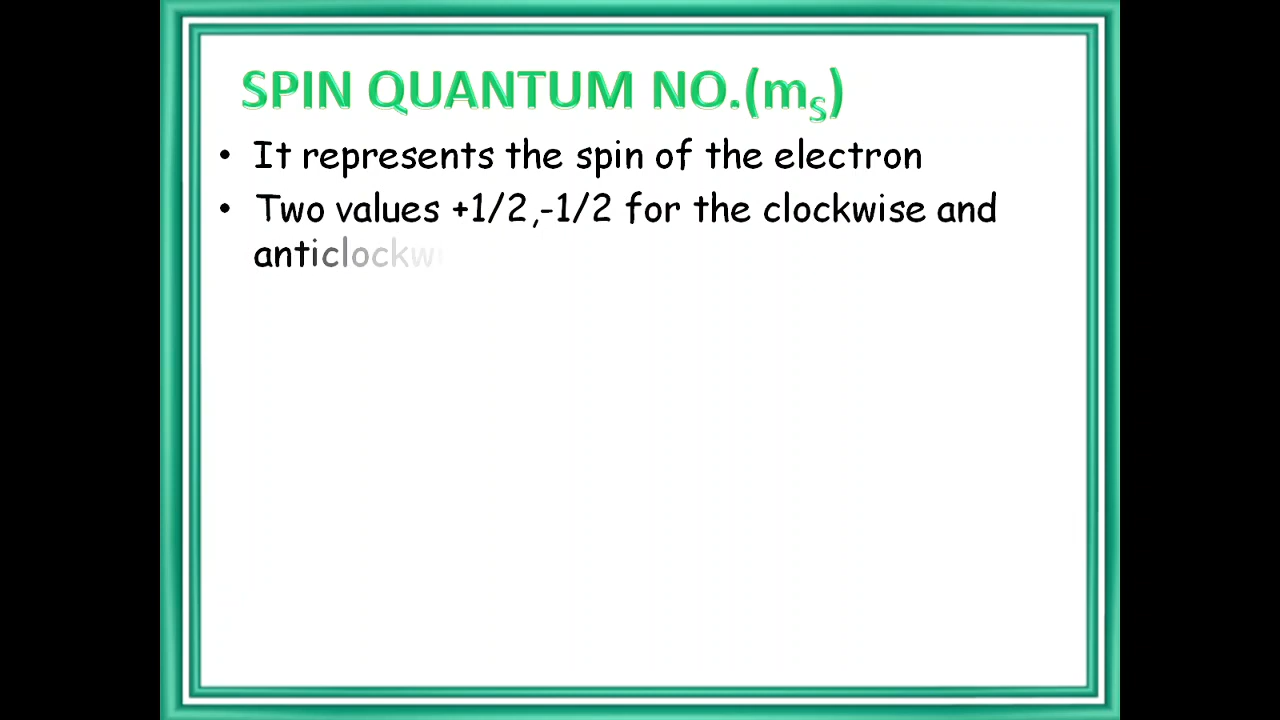 SPIN QUANTUM NO.(ms)
• It represents the spin of the electron
• Two values +1/2,-1/2 for the clockwise and
anticlockw